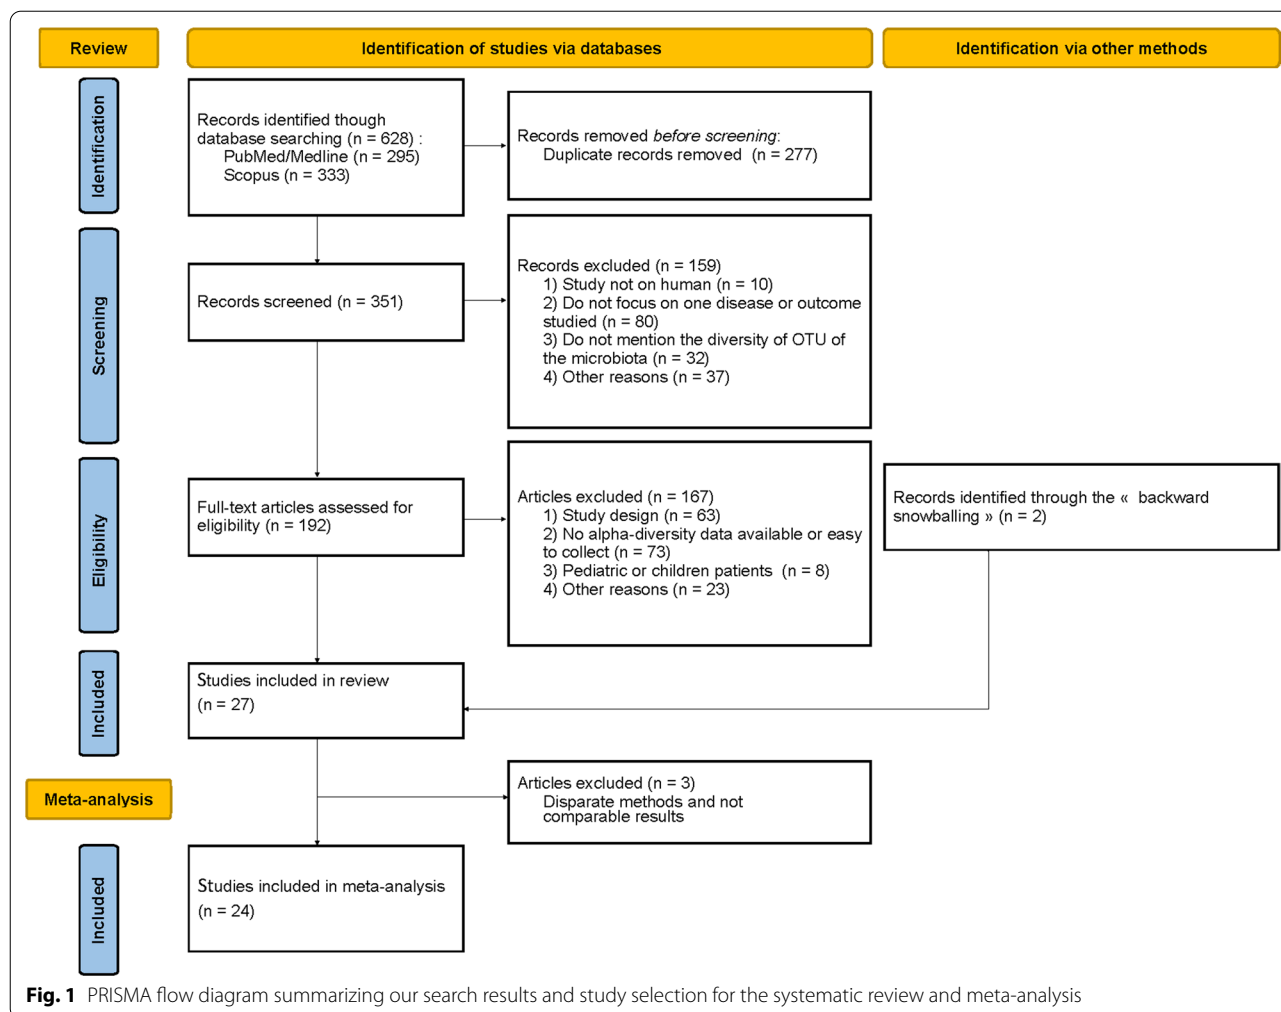 Review
Identification of studies via databases
Identification via other methods
Identification
Records identified though
database searching (n = 628) :
PubMed/Medline (n = 295)
Scopus (n = 333)
Records removed before screening:
Duplicate records removed (n = 277)
Screening
Records screened (n = 351)
Records excluded (n = 159)
1) Study not on human (n = 10)
2) Do not focus on one disease or outcome
studied (n = 80)
3) Do not mention the diversity of OTU of
the microbiota (n = 32)
4) Other reasons (n = 37)
Eligibility
Full-text articles assessed for
eligibility (n = 192)
Articles excluded (n = 167)
1) Study design (n = 63)
2) No alpha-diversity data available or easy
to collect (n = 73)
3) Pediatric or children patients (n = 8)
4) Other reasons (n = 23)
Records identified through the « backward
snowballing » (n = 2)
Included
Studies included in review
(n = 27)
Meta-analysis
Articles excluded (n = 3)
Disparate methods and not
comparable results
Included
Studies included in meta-analysis
(n = 24)
Fig. 1 PRISMA flow diagram summarizing our search results and study selection for the systematic review and meta-analysis